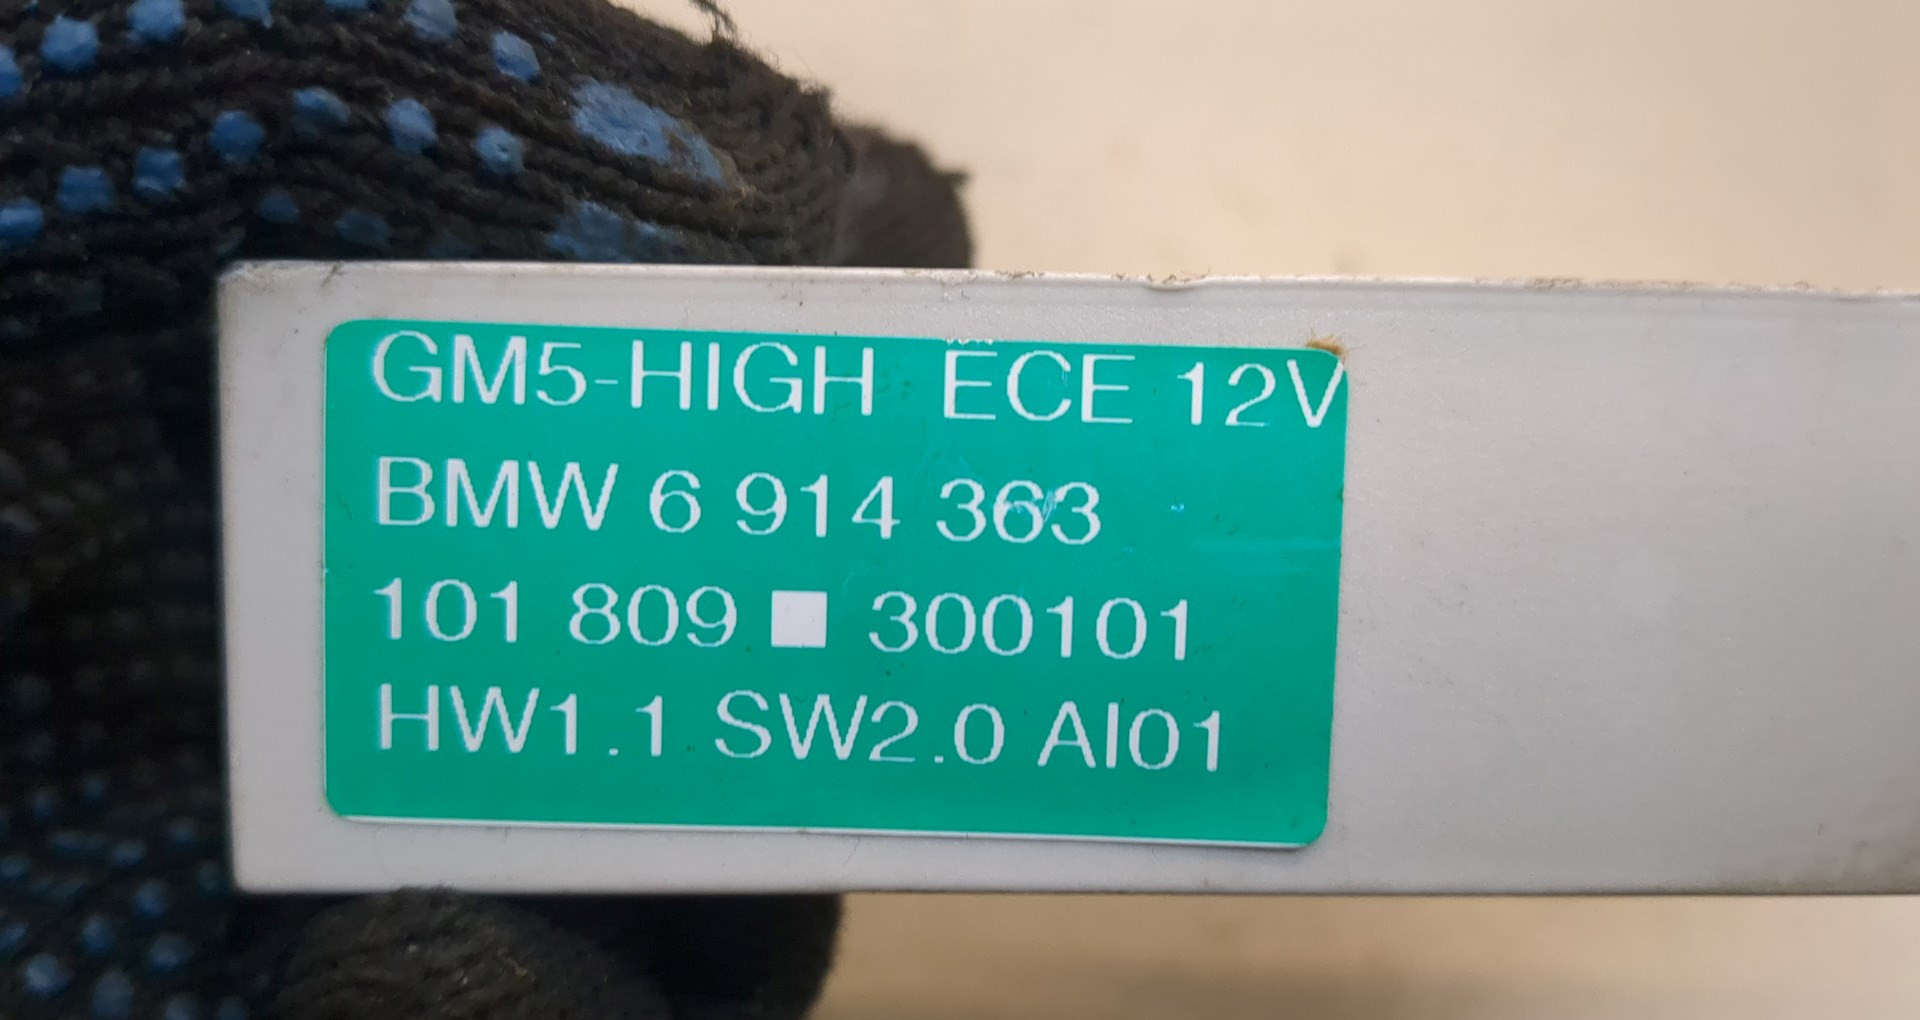 GM5-HIGH ECE 12V
BMW 6 914 363
101 809 ■ 300101
HW1.1 SW2.0 AI01